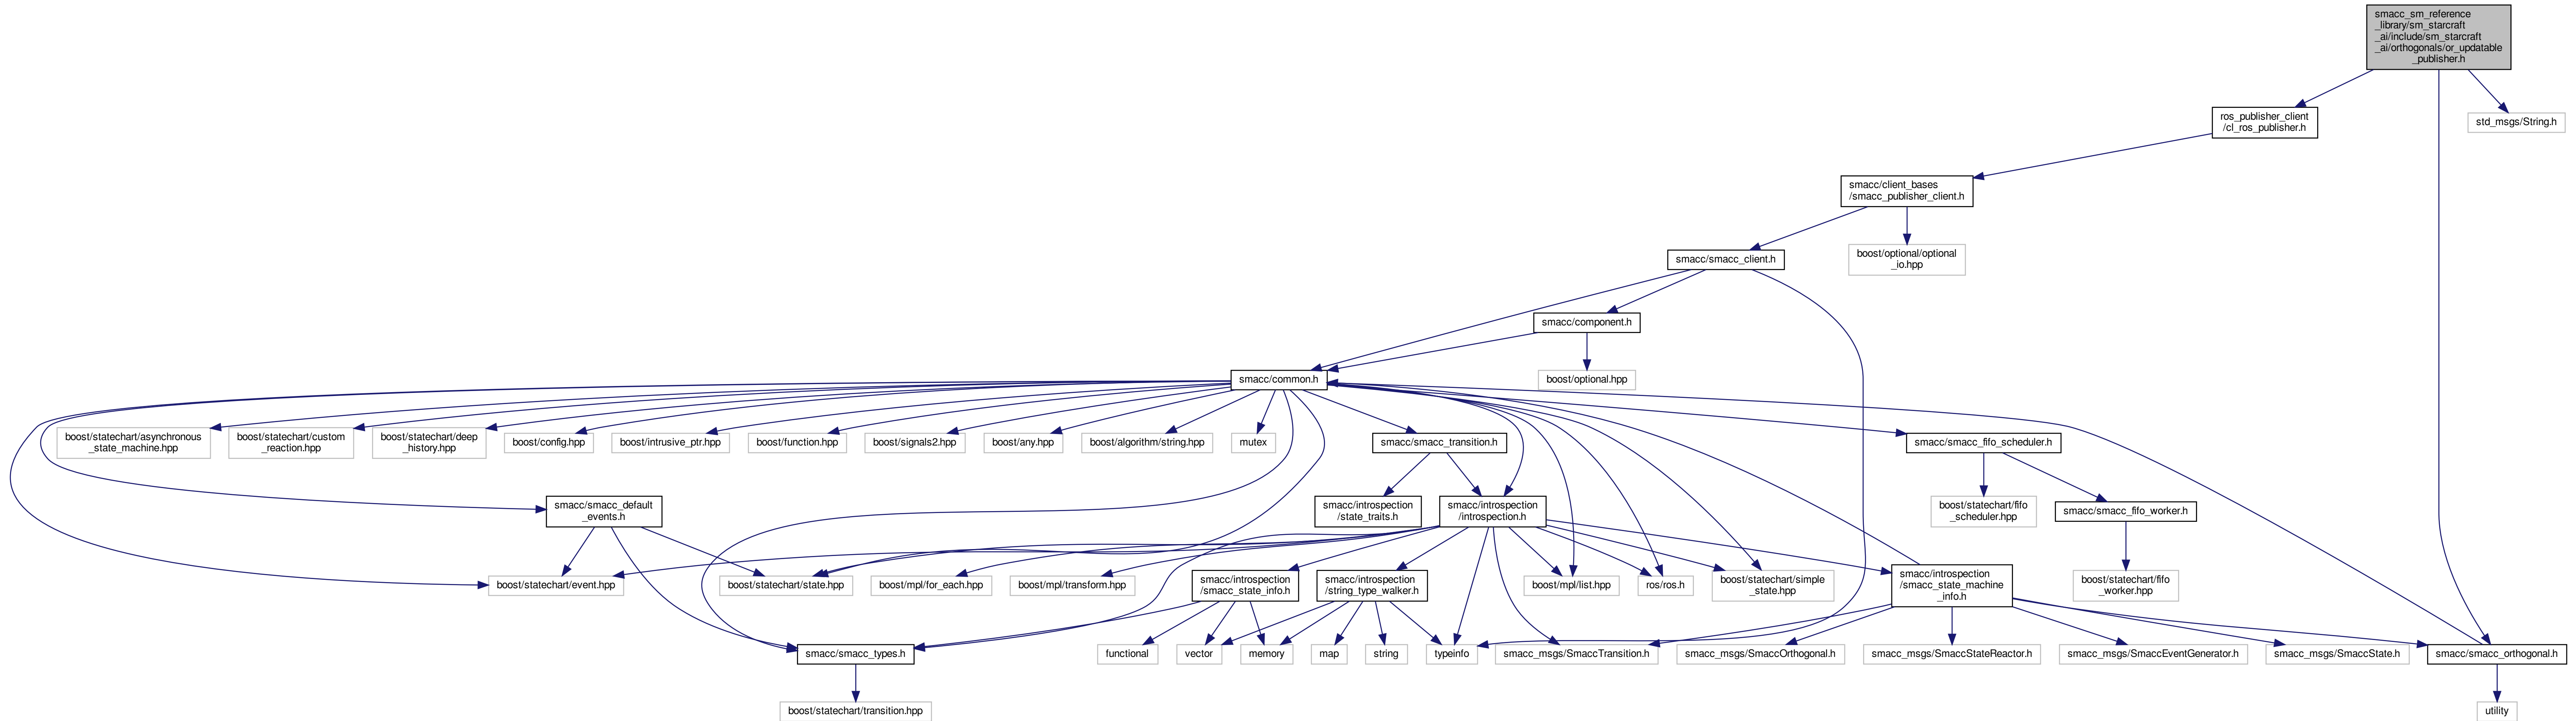 smacc_sm_reference
_library/sm_starcraft
_ai/include/sm_starcraft
_ai/orthogonals/or_updatable
_publisher.h
ros_publisher_client
/cl_ros_publisher.h
std_msgs/String.h
smacc/client_bases
/smacc_publisher_client.h
smacc/smacc_client.h
boost/optional/optional
_io.hpp
smacc/component.h
smacc/common.h
boost/optional.hpp
boost/statechart/asynchronous
_state_machine.hpp
boost/statechart/custom
_reaction.hpp
boost/statechart/deep
_history.hpp
boost/config.hpp
boost/intrusive_ptr.hpp
boost/function.hpp
boost/signals2.hpp
boost/any.hpp
boost/algorithm/string.hpp
mutex
smacc/smacc_transition.h
smacc/smacc_fifo_scheduler.h
smacc/smacc_default
_events.h
smacc/introspection
/state_traits.h
smacc/introspection
/introspection.h
boost/statechart/fifo
_scheduler.hpp
smacc/smacc_fifo_worker.h
boost/statechart/event.hpp
boost/statechart/state.hpp
boost/mpl/for_each.hpp
boost/mpl/transform.hpp
smacc/introspection
/smacc_state_info.h
smacc/introspection
/string_type_walker.h
boost/mpl/list.hpp
ros/ros.h
boost/statechart/simple
_state.hpp
smacc/introspection
/smacc_state_machine
_info.h
boost/statechart/fifo
_worker.hpp
smacc/smacc_types.h
functional
vector
memory
map
string
typeinfo
smacc_msgs/SmaccTransition.h
smacc_msgs/SmaccOrthogonal.h
smacc_msgs/SmaccStateReactor.h
smacc_msgs/SmaccEventGenerator.h
smacc_msgs/SmaccState.h
smacc/smacc_orthogonal.h
boost/statechart/transition.hpp
utility